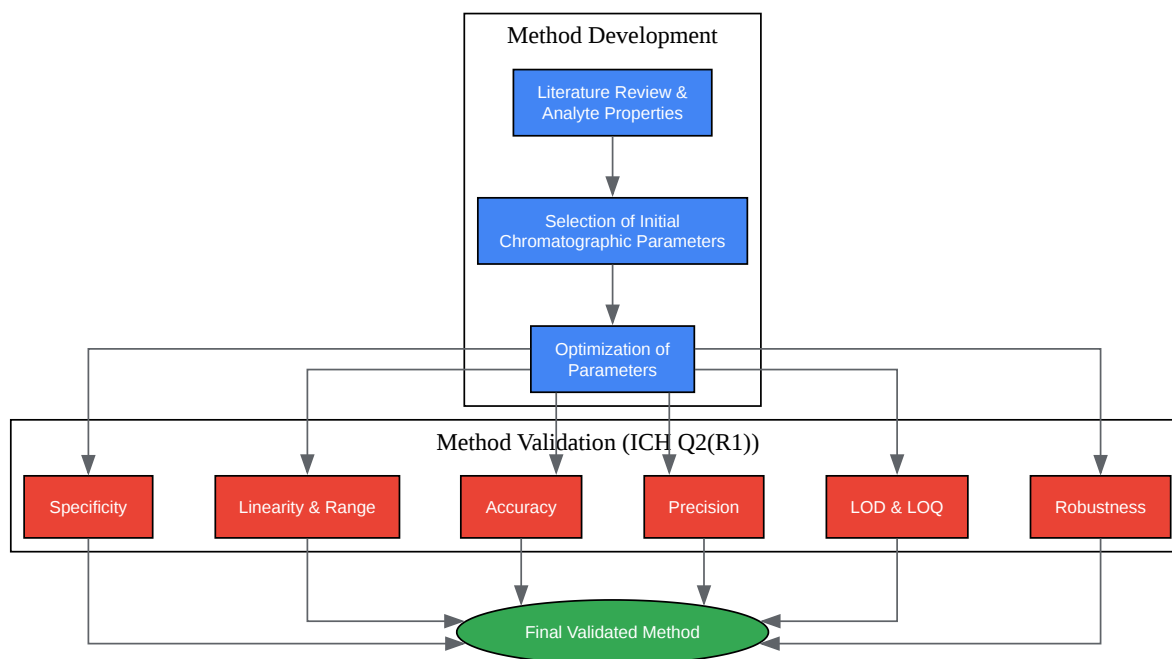 Method Development
Literature Review &
Analyte Properties
Selection of Initial
Chromatographic Parameters
Optimization of
Parameters
Method Validation (ICH Q2(R1))
Specificity
Linearity & Range
Accuracy
Precision
LOD & LOQ
Robustness
Final Validated Method